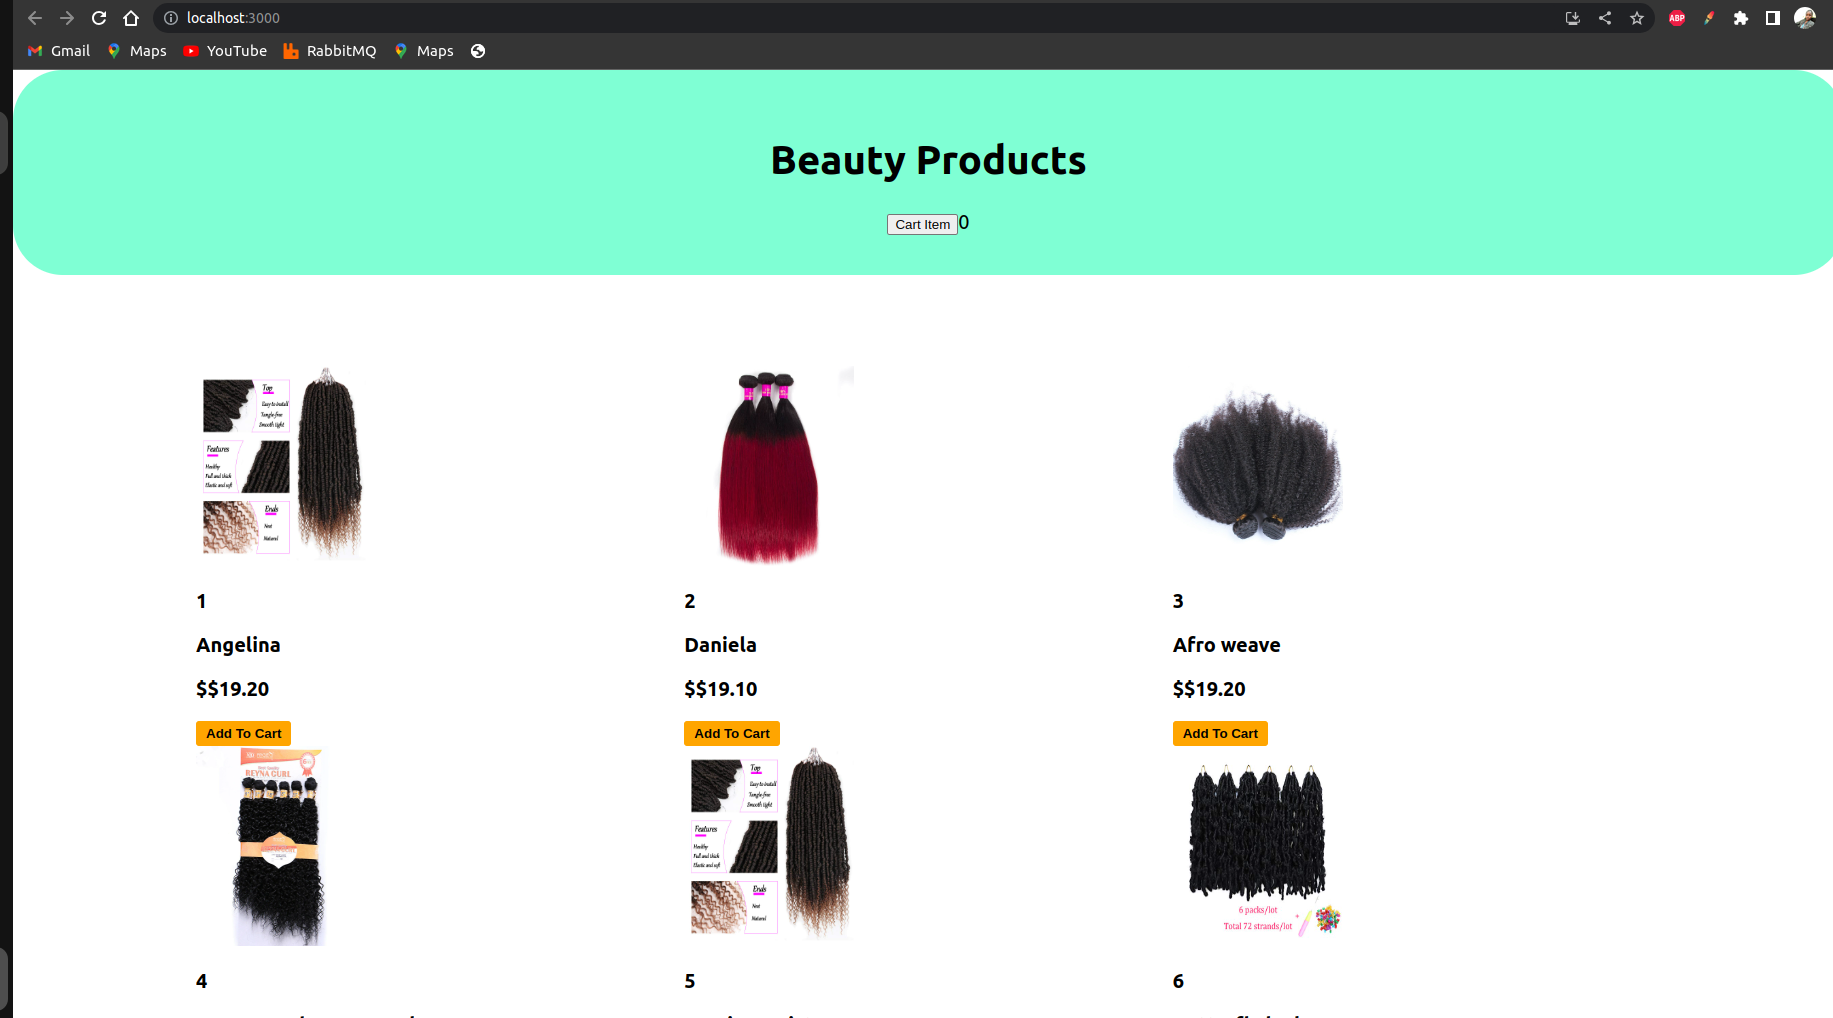 localhost:3000
ABP
Gmail Maps YouTube RabbitMQ Maps
Beauty Products
Cart Item 0
Top
Easy to install
Tangle free
Smooth light
Features
Healthy
Full and thick
Elastic and soft
Ends
Neat
Natural
1
Angelina
$$19.20
Add To Cart
2
Daniela
$$19.10
Add To Cart
3
Afro weave
$$19.20
Add To Cart
BEYNA CURL
4
Top
Easy to install
Tangle free
Smooth light
Features
Healthy
Full and thick
Elastic and soft
Ends
Neat
Natural
5
6 packs/lot
Total 72 strands/lot
+
6